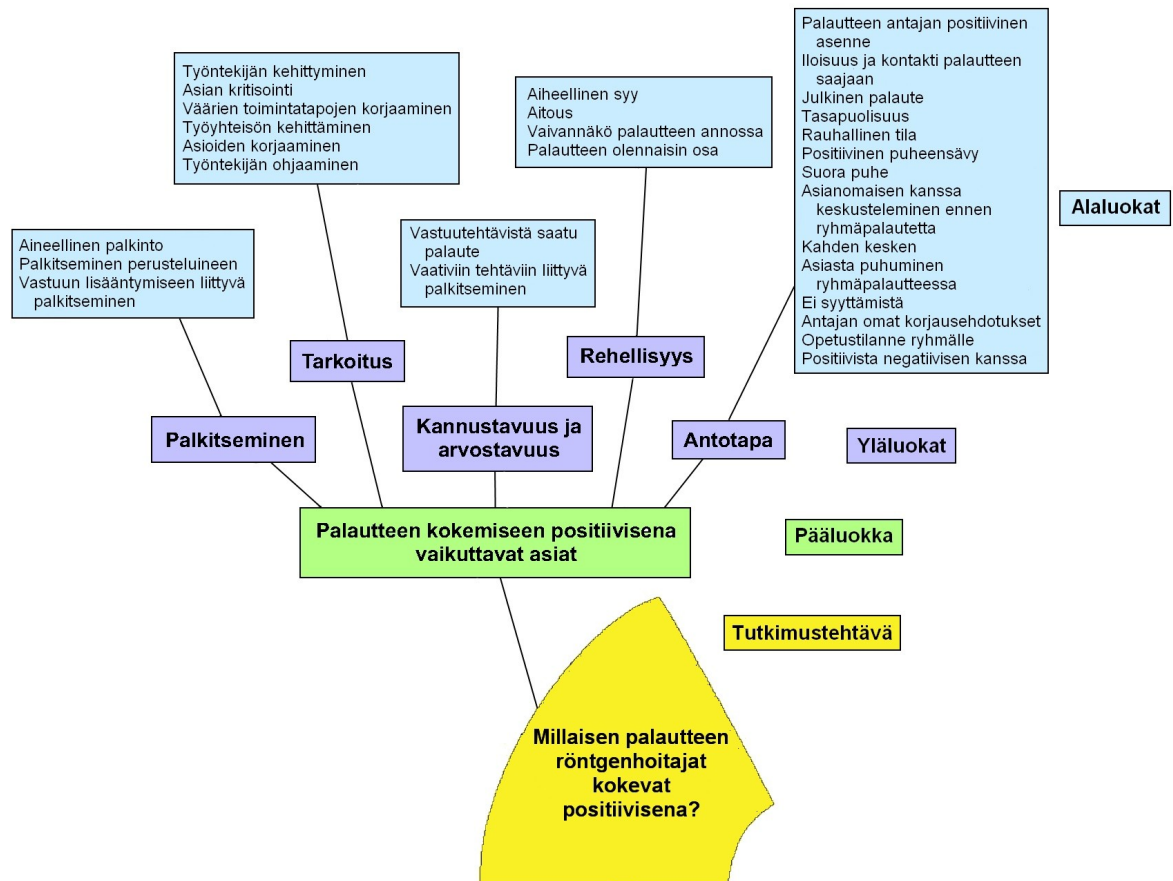 Palautteen antajan positiivinen
asenne
Iloisuus ja kontakti palautteen
saajaan
Julkinen palaute
Tasapuolisuus
Rauhallinen tila
Positiivinen puheensävy
Suora puhe
Asianomaisen kanssa
keskusteleminen ennen
ryhmäpalautetta
Kahden kesken
Asiasta puhuminen
ryhmäpalautteessa
Ei syyttämistä
Antajan omat korjausehdotukset
Opetustilanne ryhmälle
Positiivista negatiivisen kanssa
Työntekijän kehittyminen
Asian kritisointi
Väärien toimintatapojen korjaaminen
Työyhteisön kehittäminen
Asioiden korjaaminen
Työntekijän ohjaaminen
Aiheellinen syy
Aitous
Vaivannäkö palautteen annossa
Palautteen olennaisin osa
Alaluokat
Aineellinen palkinto
Palkitseminen perusteluineen
Vastuun lisääntymiseen liittyvä
palkitseminen
Vastuutehtävistä saatu
palaute
Vaativiin tehtäviin liittyvä
palkitseminen
Tarkoitus
Rehellisyys
Palkitseminen
Kannustavuus ja
arvostavuus
Antotapa
Yläluokat
Palautteen kokemiseen positiivisena
vaikuttavat asiat
Pääluokka
Tutkimustehtävä
Millaisen palautteen
röntgenhoitajat
kokevat
positiivisena?